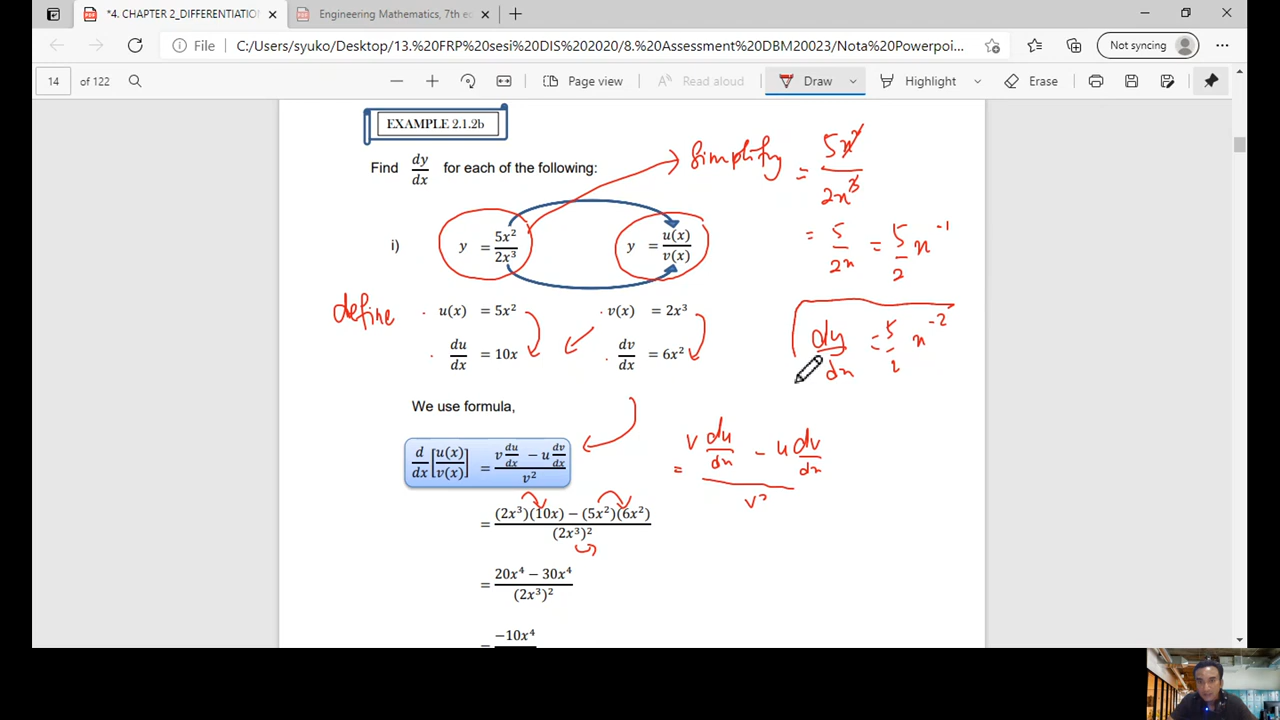 *4. CHAPTER 2_DIFFERENTIATIO
Engineering Mathematics, 7th e
File C:/Users/syuko/Desktop/13.%20FRP%20sesi%20DIS%202020/8.%20Assessment%20DBM20023/Nota%20Powerpoi...
Not syncing
14 of 122
Page view
Read aloud
Draw
Highlight
Erase
EXAMPLE 2.1.2b
Find dy/dx for each of the following:
simplify = 5x²/2x³
= 5/2x = 5/2 x⁻¹
i) y = 5x²/2x³
y = u(x)/v(x)
define
u(x) = 5x²
v(x) = 2x³
du/dx = 10x
dv/dx = 6x²
dy/dx = 5/2 x⁻²
We use formula,
d/dx [u(x)/v(x)] = (v du/dx − u dv/dx)/v²
= (v du/dx − u dv/dx)/v²
= (2x³)(10x) − (5x²)(6x²)/(2x³)²
= 20x⁴ − 30x⁴/(2x³)²
= −10x⁴